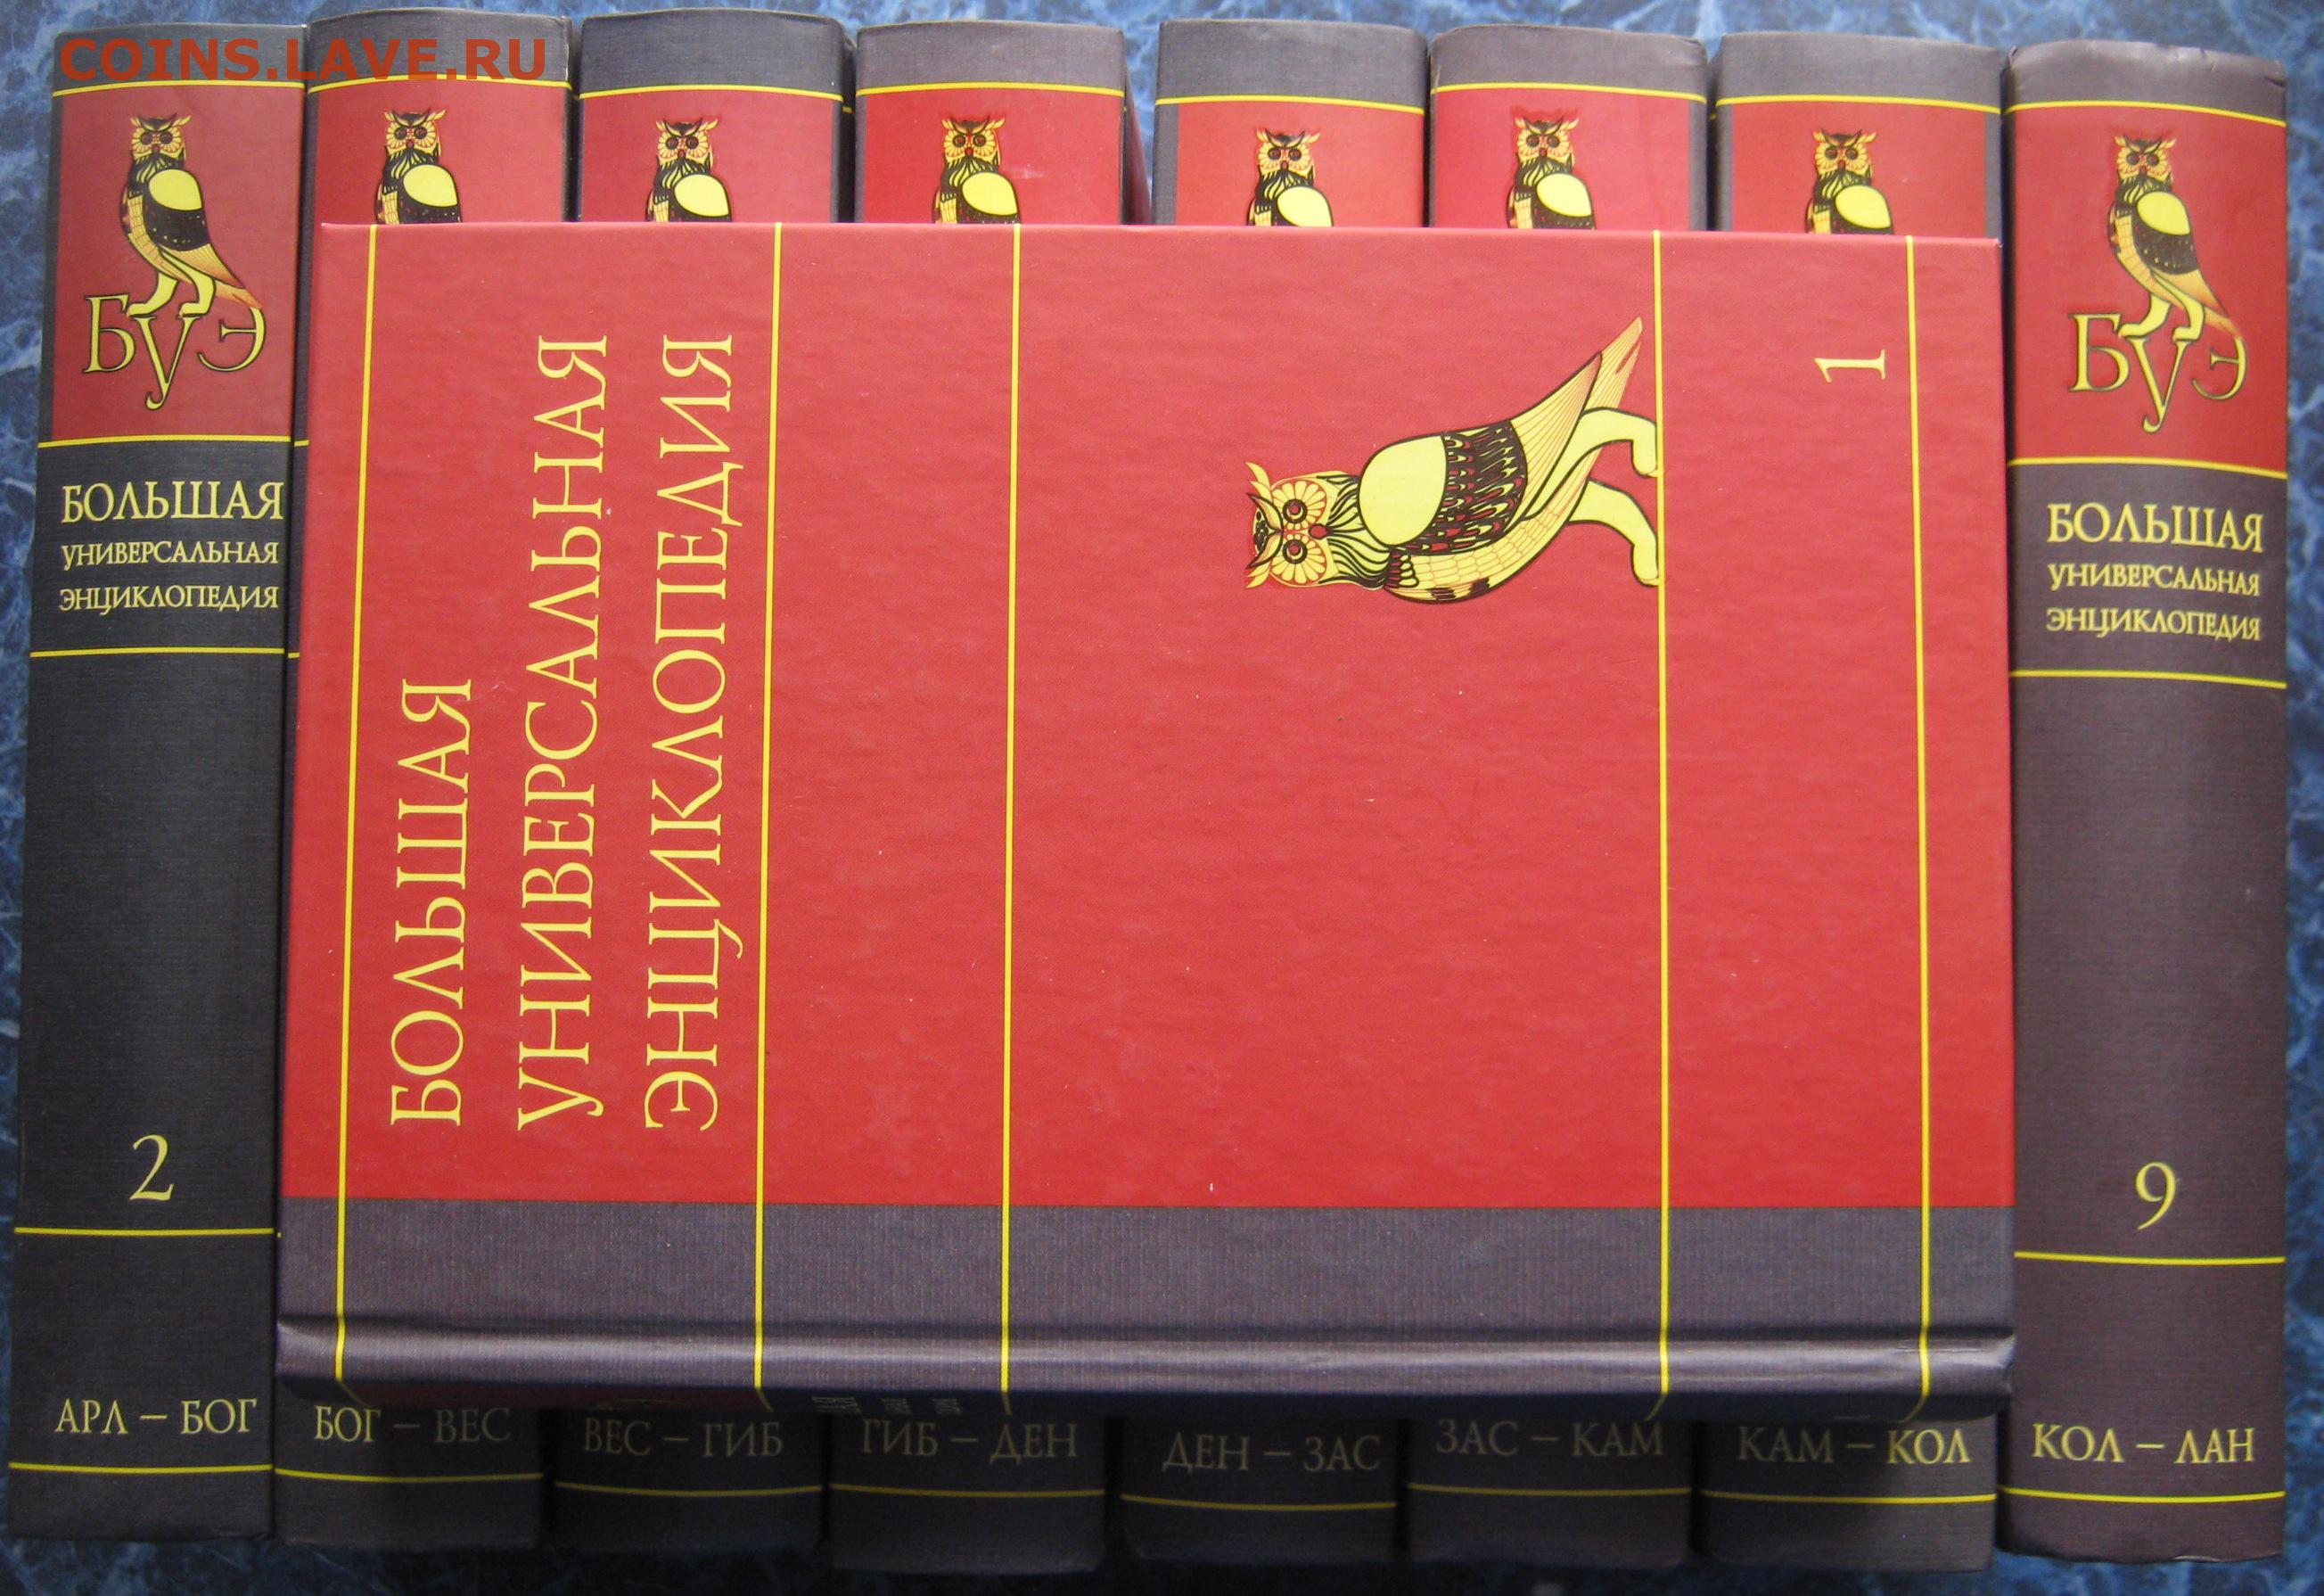 COINS.LAVE.RU
БУЭ
БОЛЬШАЯ
УНИВЕРСАЛЬНАЯ
ЭНЦИКЛОПЕДИЯ
2
АРЛ – БОГ
БОЛЬШАЯ
УНИВЕРСАЛЬНАЯ
ЭНЦИКЛОПЕДИЯ
1
БОГ – ВЕС
ВЕС – ГИБ
ГИБ – ДЕН
ДЕН – ЗАС
ЗАС – КАМ
КАМ – КОЛ
БУЭ
БОЛЬШАЯ
УНИВЕРСАЛЬНАЯ
ЭНЦИКЛОПЕДИЯ
9
КОЛ – ЛАН